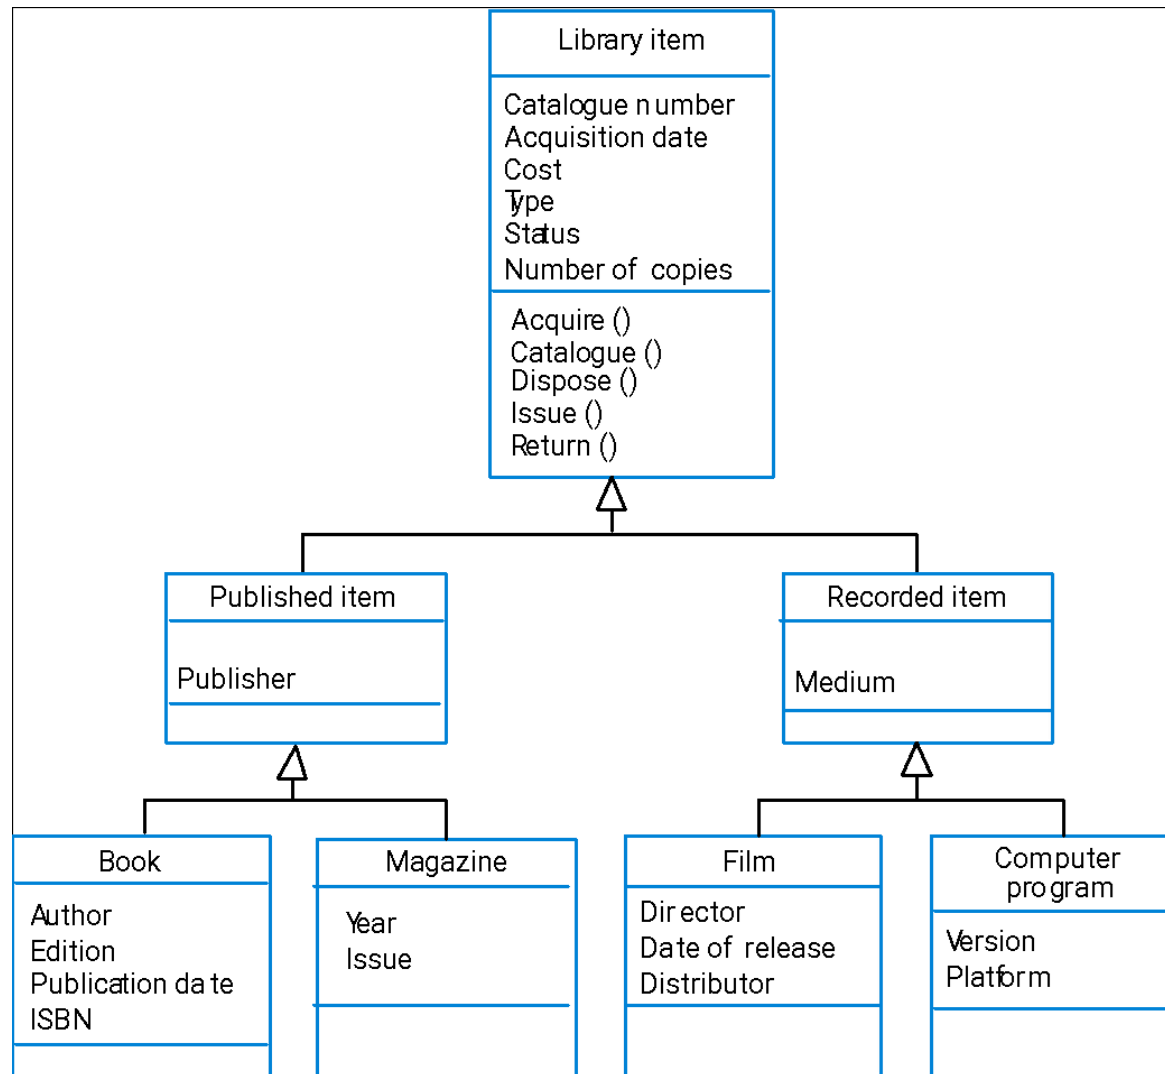 Library item
Catalogue number
Acquisition date
Cost
Type
Status
Number of copies
Acquire ()
Catalogue ()
Dispose ()
Issue ()
Return ()
Published item
Publisher
Recorded item
Medium
Book
Author
Edition
Publication date
ISBN
Magazine
Year
Issue
Film
Director
Date of release
Distributor
Computer
program
Version
Platform